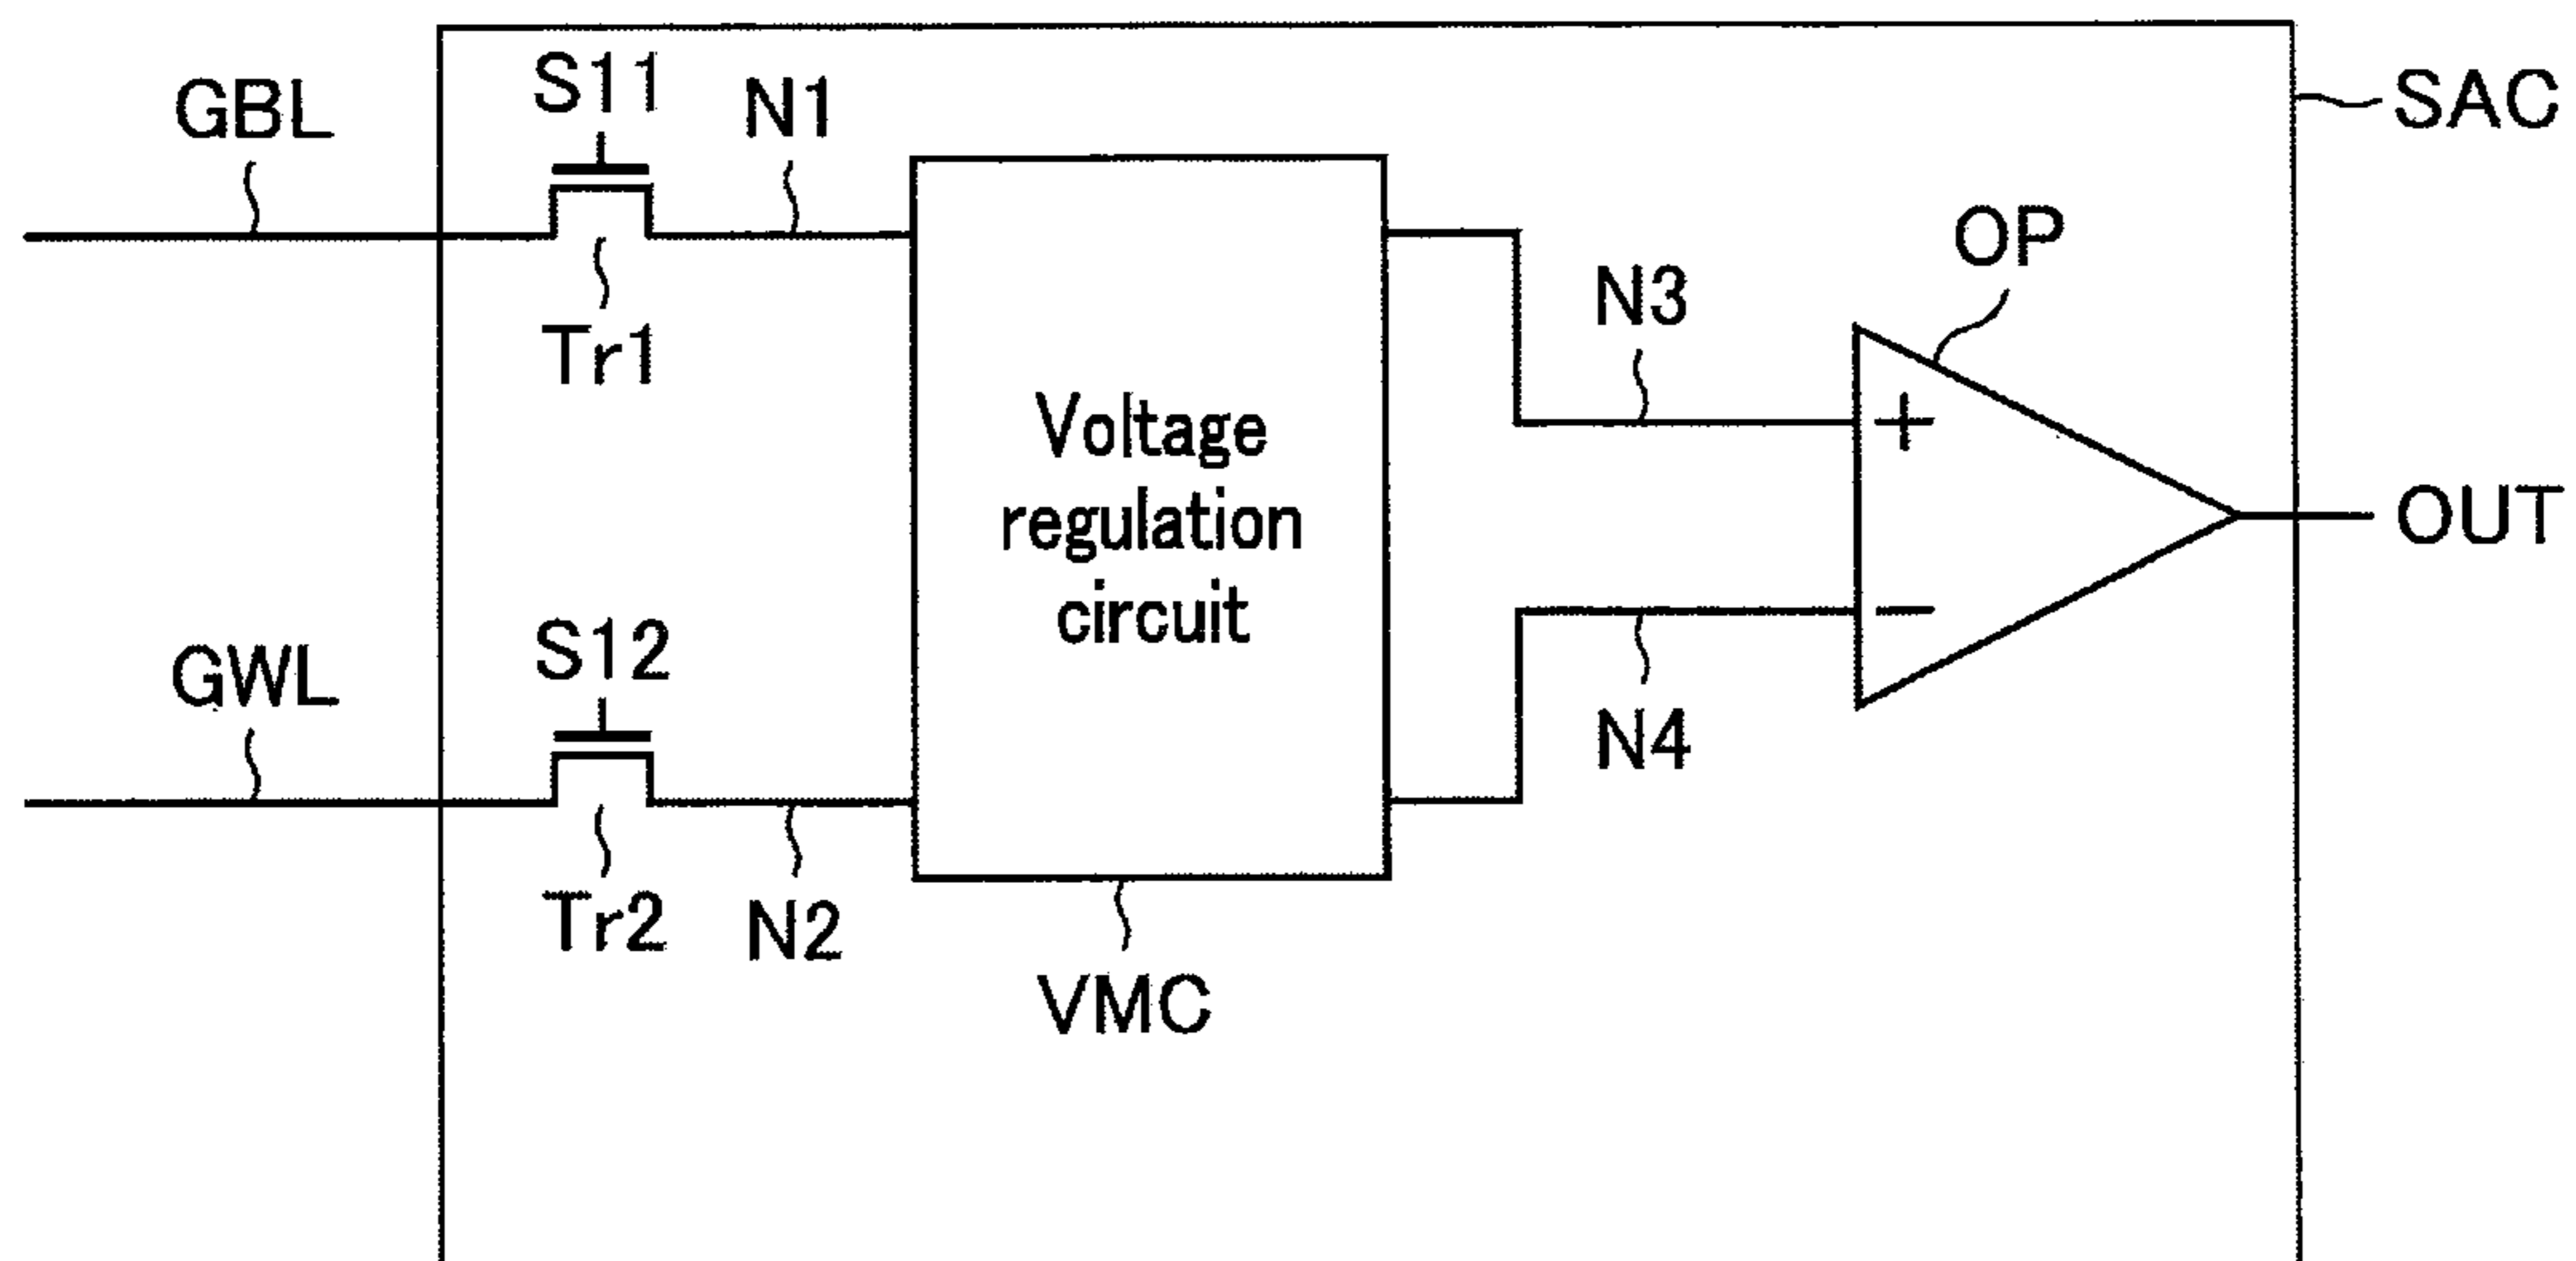 S11
GBL
N1
SAC
Tr1
OP
N3
Voltage
regulation
circuit
+
OUT
−
S12
GWL
N4
Tr2
N2
VMC